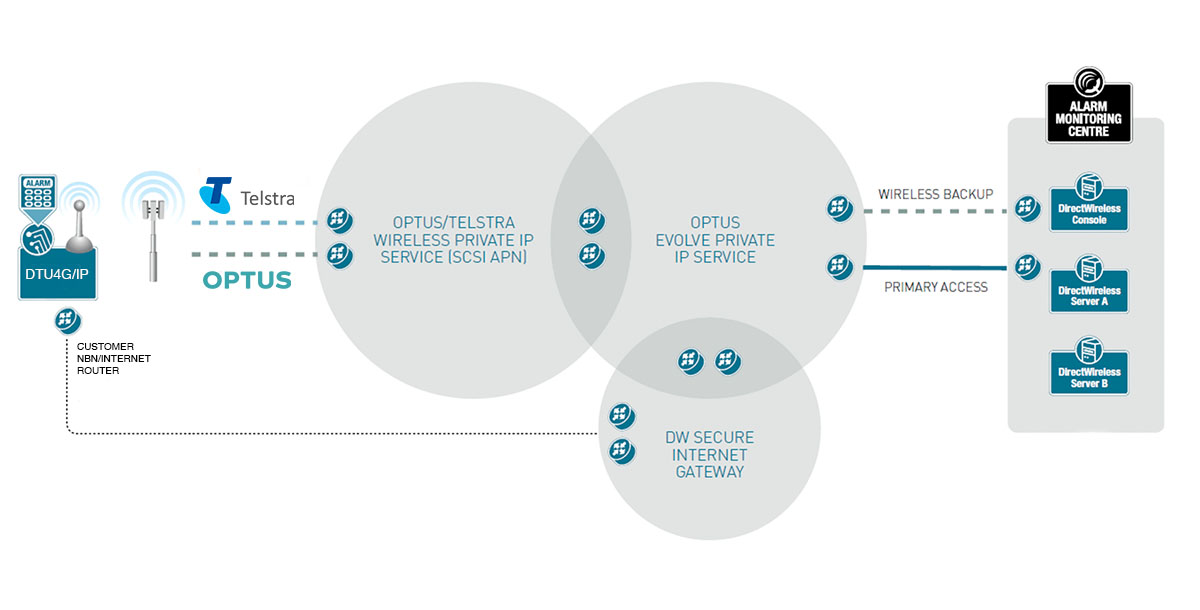 ALARM
DTU4G/IP
CUSTOMER
NBN/INTERNET
ROUTER
Telstra
OPTUS
OPTUS/TELSTRA
WIRELESS PRIVATE IP
SERVICE (SCSI APN)
OPTUS
EVOLVE PRIVATE
IP SERVICE
DW SECURE
INTERNET
GATEWAY
WIRELESS BACKUP
PRIMARY ACCESS
ALARM
MONITORING
CENTRE
DirectWireless
Console
DirectWireless
Server A
DirectWireless
Server B